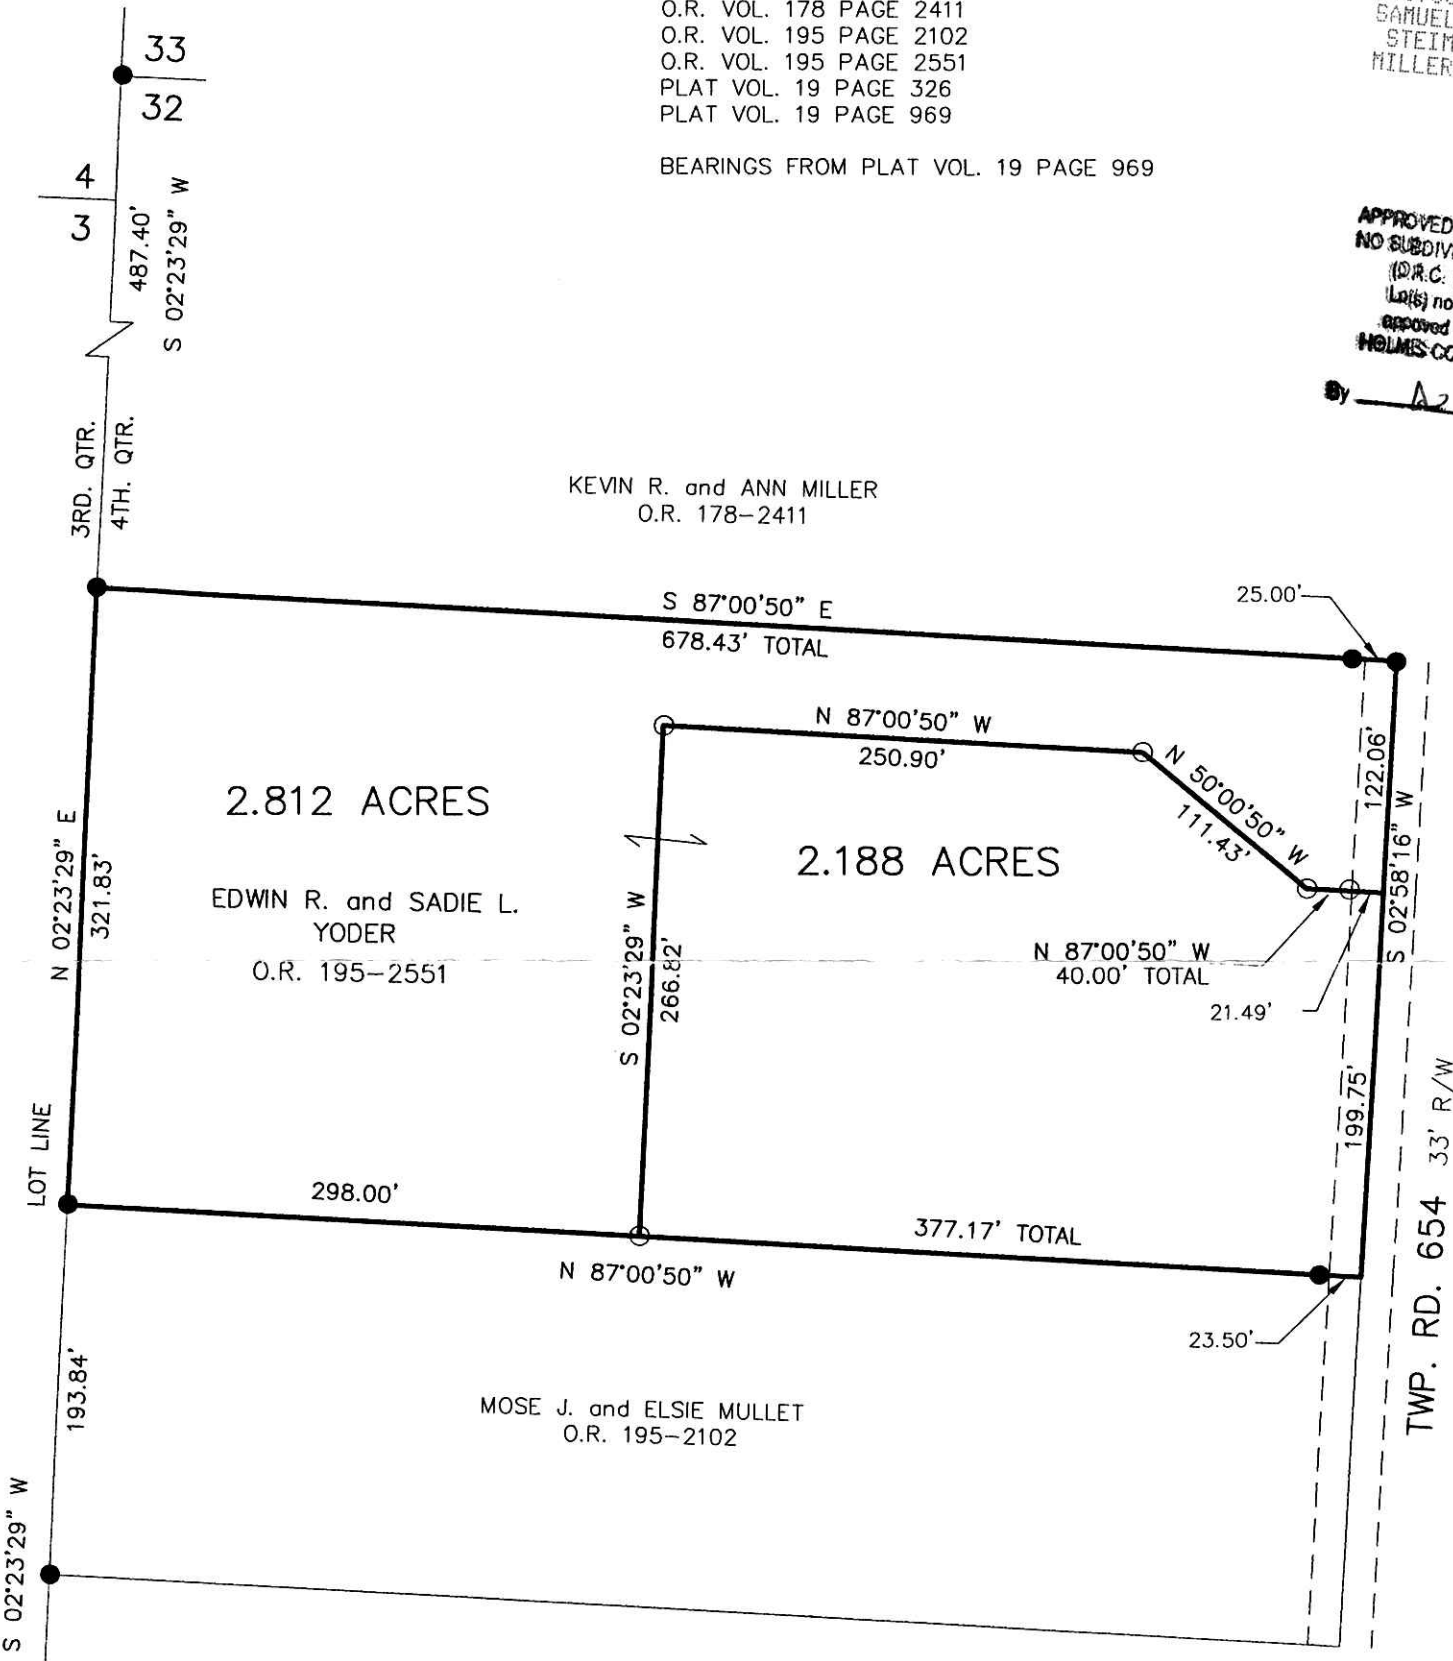 O.R. VOL. 178 PAGE 2411
O.R. VOL. 195 PAGE 2102
O.R. VOL. 195 PAGE 2551
PLAT VOL. 19 PAGE 326
PLAT VOL. 19 PAGE 969
BEARINGS FROM PLAT VOL. 19 PAGE 969
SAMUEL
STEIM
MILLER
33
32
4
3
487.40'
S 02°23'29" W
APPROVED
NO SUBDIV
(O.R.C.
Lot(s) no
approved
HOLMES CO
By
3RD. QTR.
4TH. QTR.
KEVIN R. and ANN MILLER
O.R. 178-2411
S 87°00'50" E
678.43' TOTAL
25.00'
N 87°00'50" W
250.90'
N 50°00'50" W
111.43'
122.06'
S 02°58'16" W
2.812 ACRES
2.188 ACRES
N 02°23'29" E
321.83'
EDWIN R. and SADIE L.
YODER
O.R. 195-2551
S 02°23'29" W
266.82'
N 87°00'50" W
40.00' TOTAL
21.49'
199.75'
LOT LINE
298.00'
377.17' TOTAL
N 87°00'50" W
23.50'
TWP. RD. 654 33' R/W
193.84'
MOSE J. and ELSIE MULLET
O.R. 195-2102
S 02°23'29" W